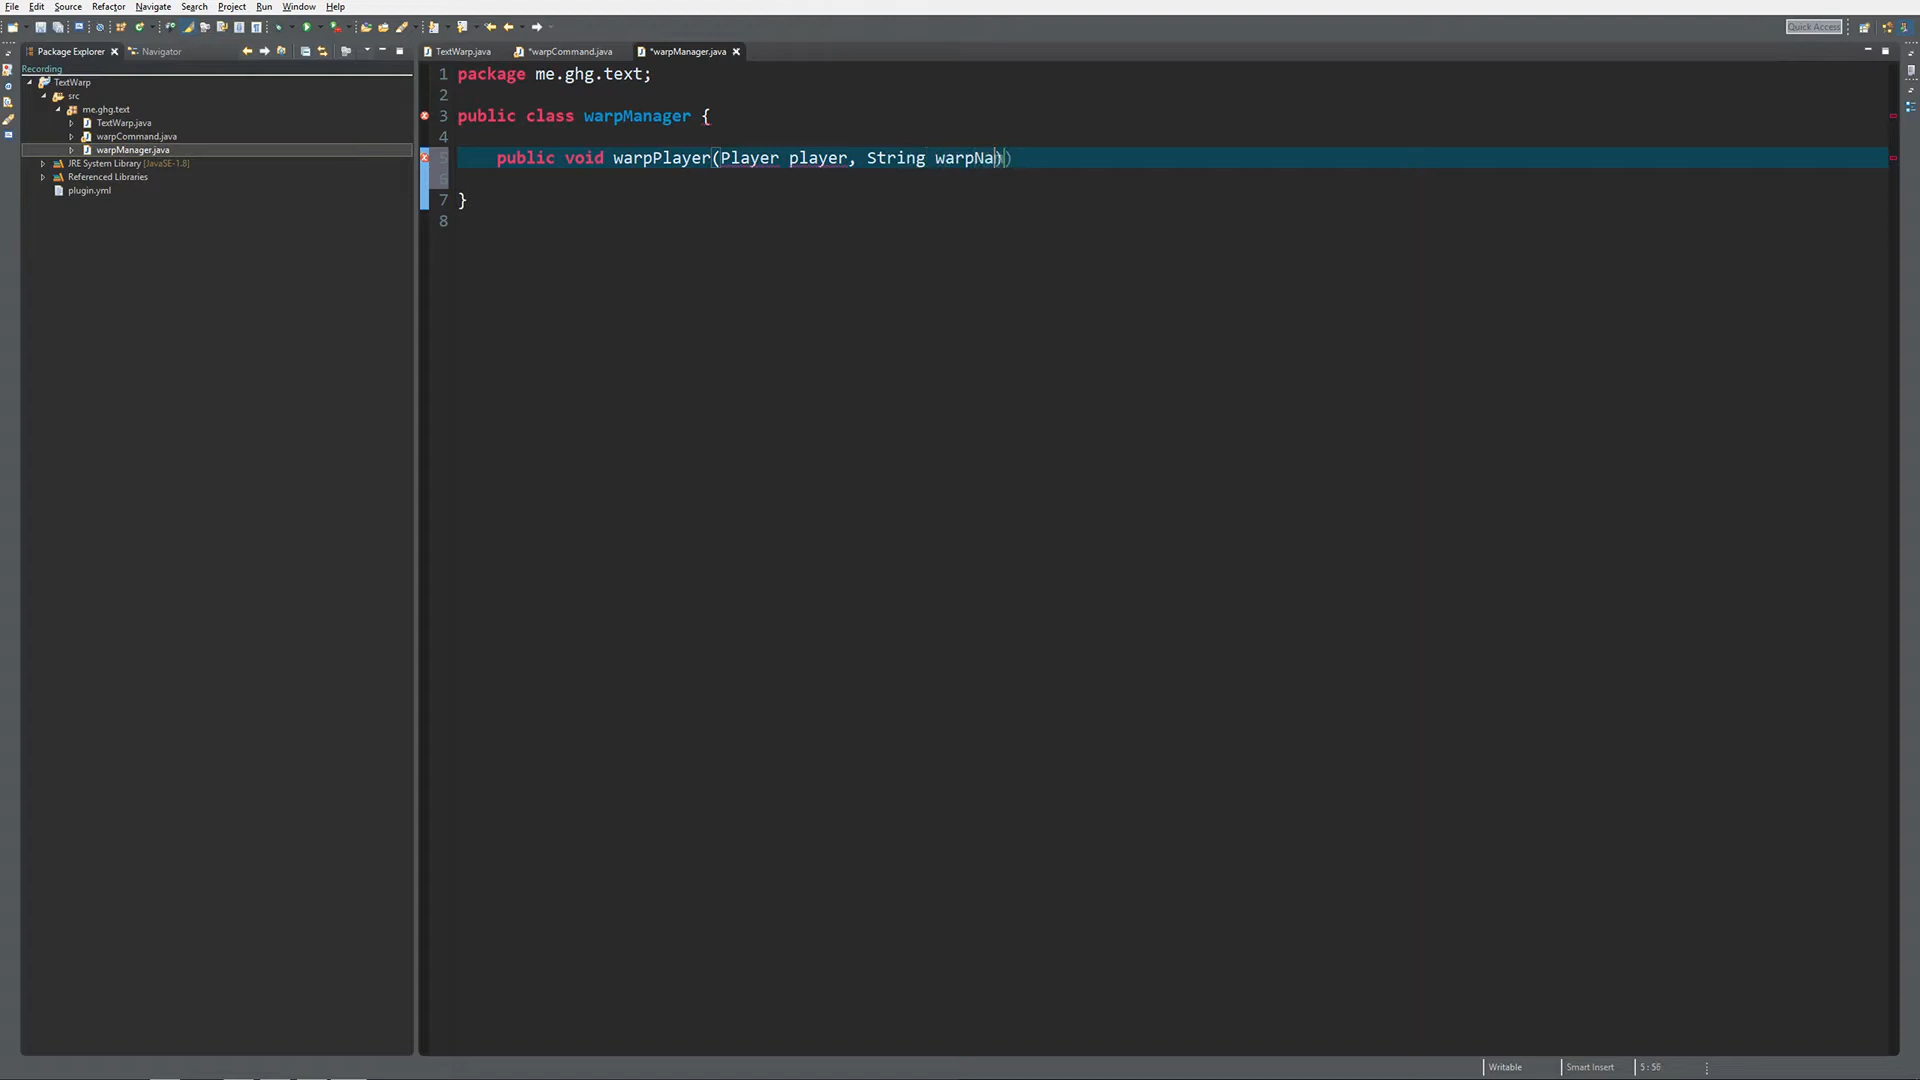 File Edit Source Refactor Navigate Search Project Run Window Help
Quick Access
Package Explorer Navigator
TextWarp.java *warpCommand.java *warpManager.java
Recording
TextWarp
src
me.ghg.text
TextWarp.java
warpCommand.java
warpManager.java
JRE System Library [JavaSE-1.8]
Referenced Libraries
plugin.yml
1 package me.ghg.text;
2
3 public class warpManager {
4
5 public void warpPlayer(Player player, String warpNa)
6
7 }
8
Writable Smart Insert 5:56